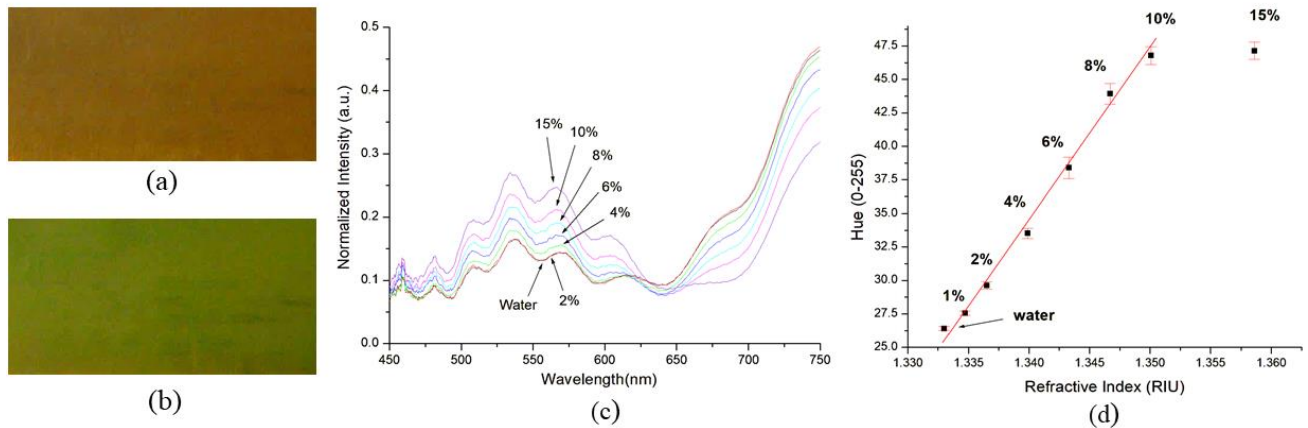 (a)
(b)
0.5
0.4
0.3
0.2
0.1
0.0
Normalized Intensity (a.u.)
15%
10%
8%
6%
4%
Water
2%
450 500 550 600 650 700 750
Wavelength(nm)
(c)
47.5
45.0
42.5
40.0
37.5
35.0
32.5
30.0
27.5
25.0
Hue (0-255)
10% 15%
8%
6%
4%
2%
1%
water
1.330 1.335 1.340 1.345 1.350 1.355 1.360
Refractive Index (RIU)
(d)